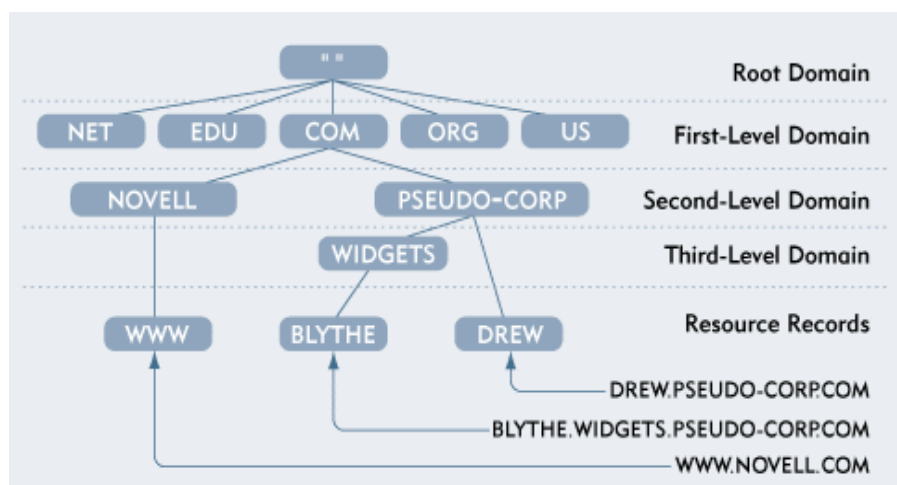 " "
Root Domain
NET EDU COM ORG US First-Level Domain
NOVELL PSEUDO-CORP Second-Level Domain
WIDGETS Third-Level Domain
WWW BLYTHE DREW Resource Records
DREW.PSEUDO-CORP.COM
BLYTHE.WIDGETS.PSEUDO-CORP.COM
WWW.NOVELL.COM